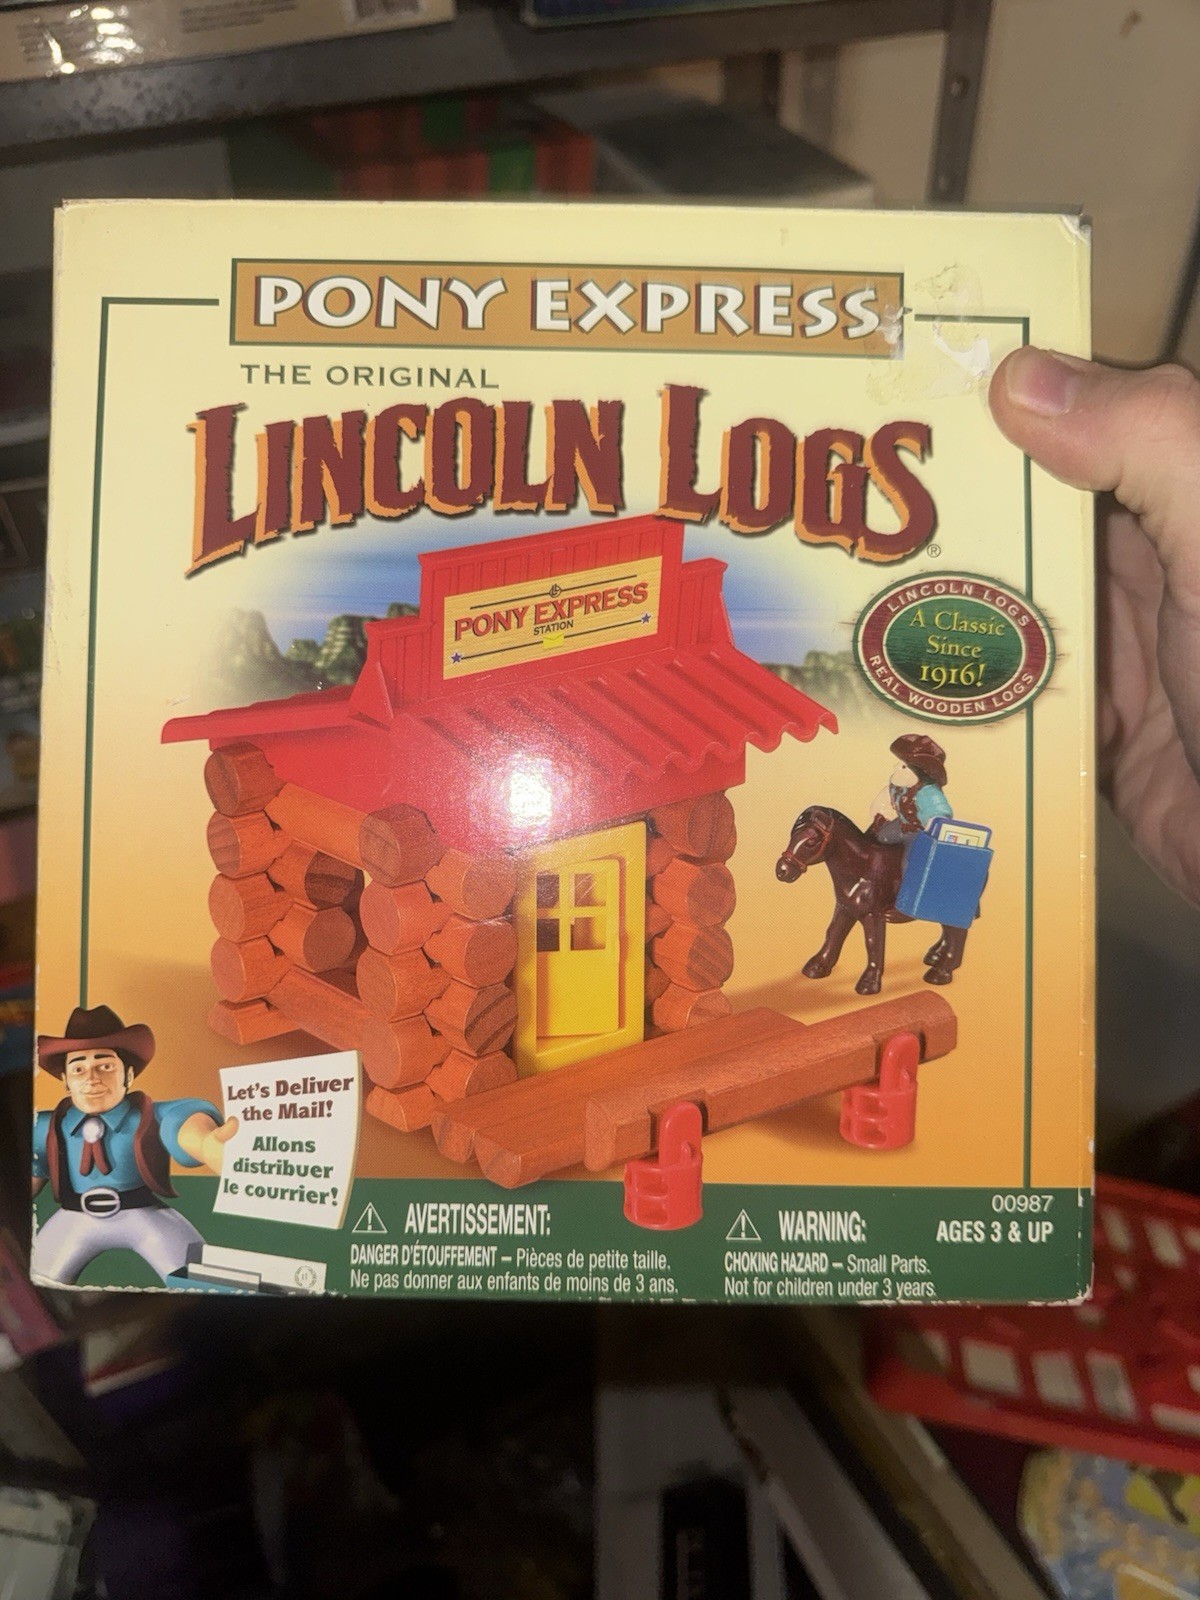 PONY EXPRESS
THE ORIGINAL
LINCOLN LOGS®
PONY EXPRESS
STATION
LINCOLN LOGS
A Classic
Since
1916!
REAL WOODEN LOGS
Let's Deliver
the Mail!
Allons
distribuer
le courrier!
AVERTISSEMENT:
DANGER D'ÉTOUFFEMENT – Pièces de petite taille.
Ne pas donner aux enfants de moins de 3 ans.
WARNING:
CHOKING HAZARD – Small Parts.
Not for children under 3 years.
00987
AGES 3 & UP